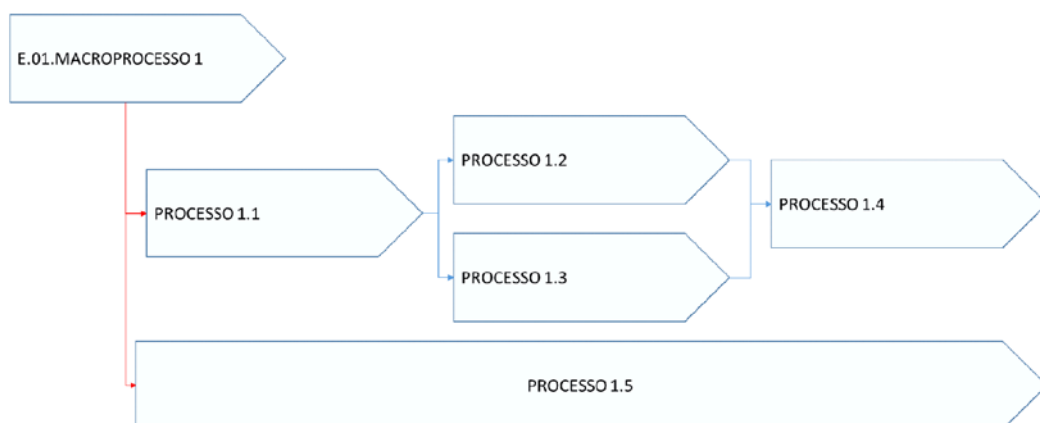 E.01.MACROPROCESSO 1
PROCESSO 1.1
PROCESSO 1.2
PROCESSO 1.3
PROCESSO 1.4
PROCESSO 1.5